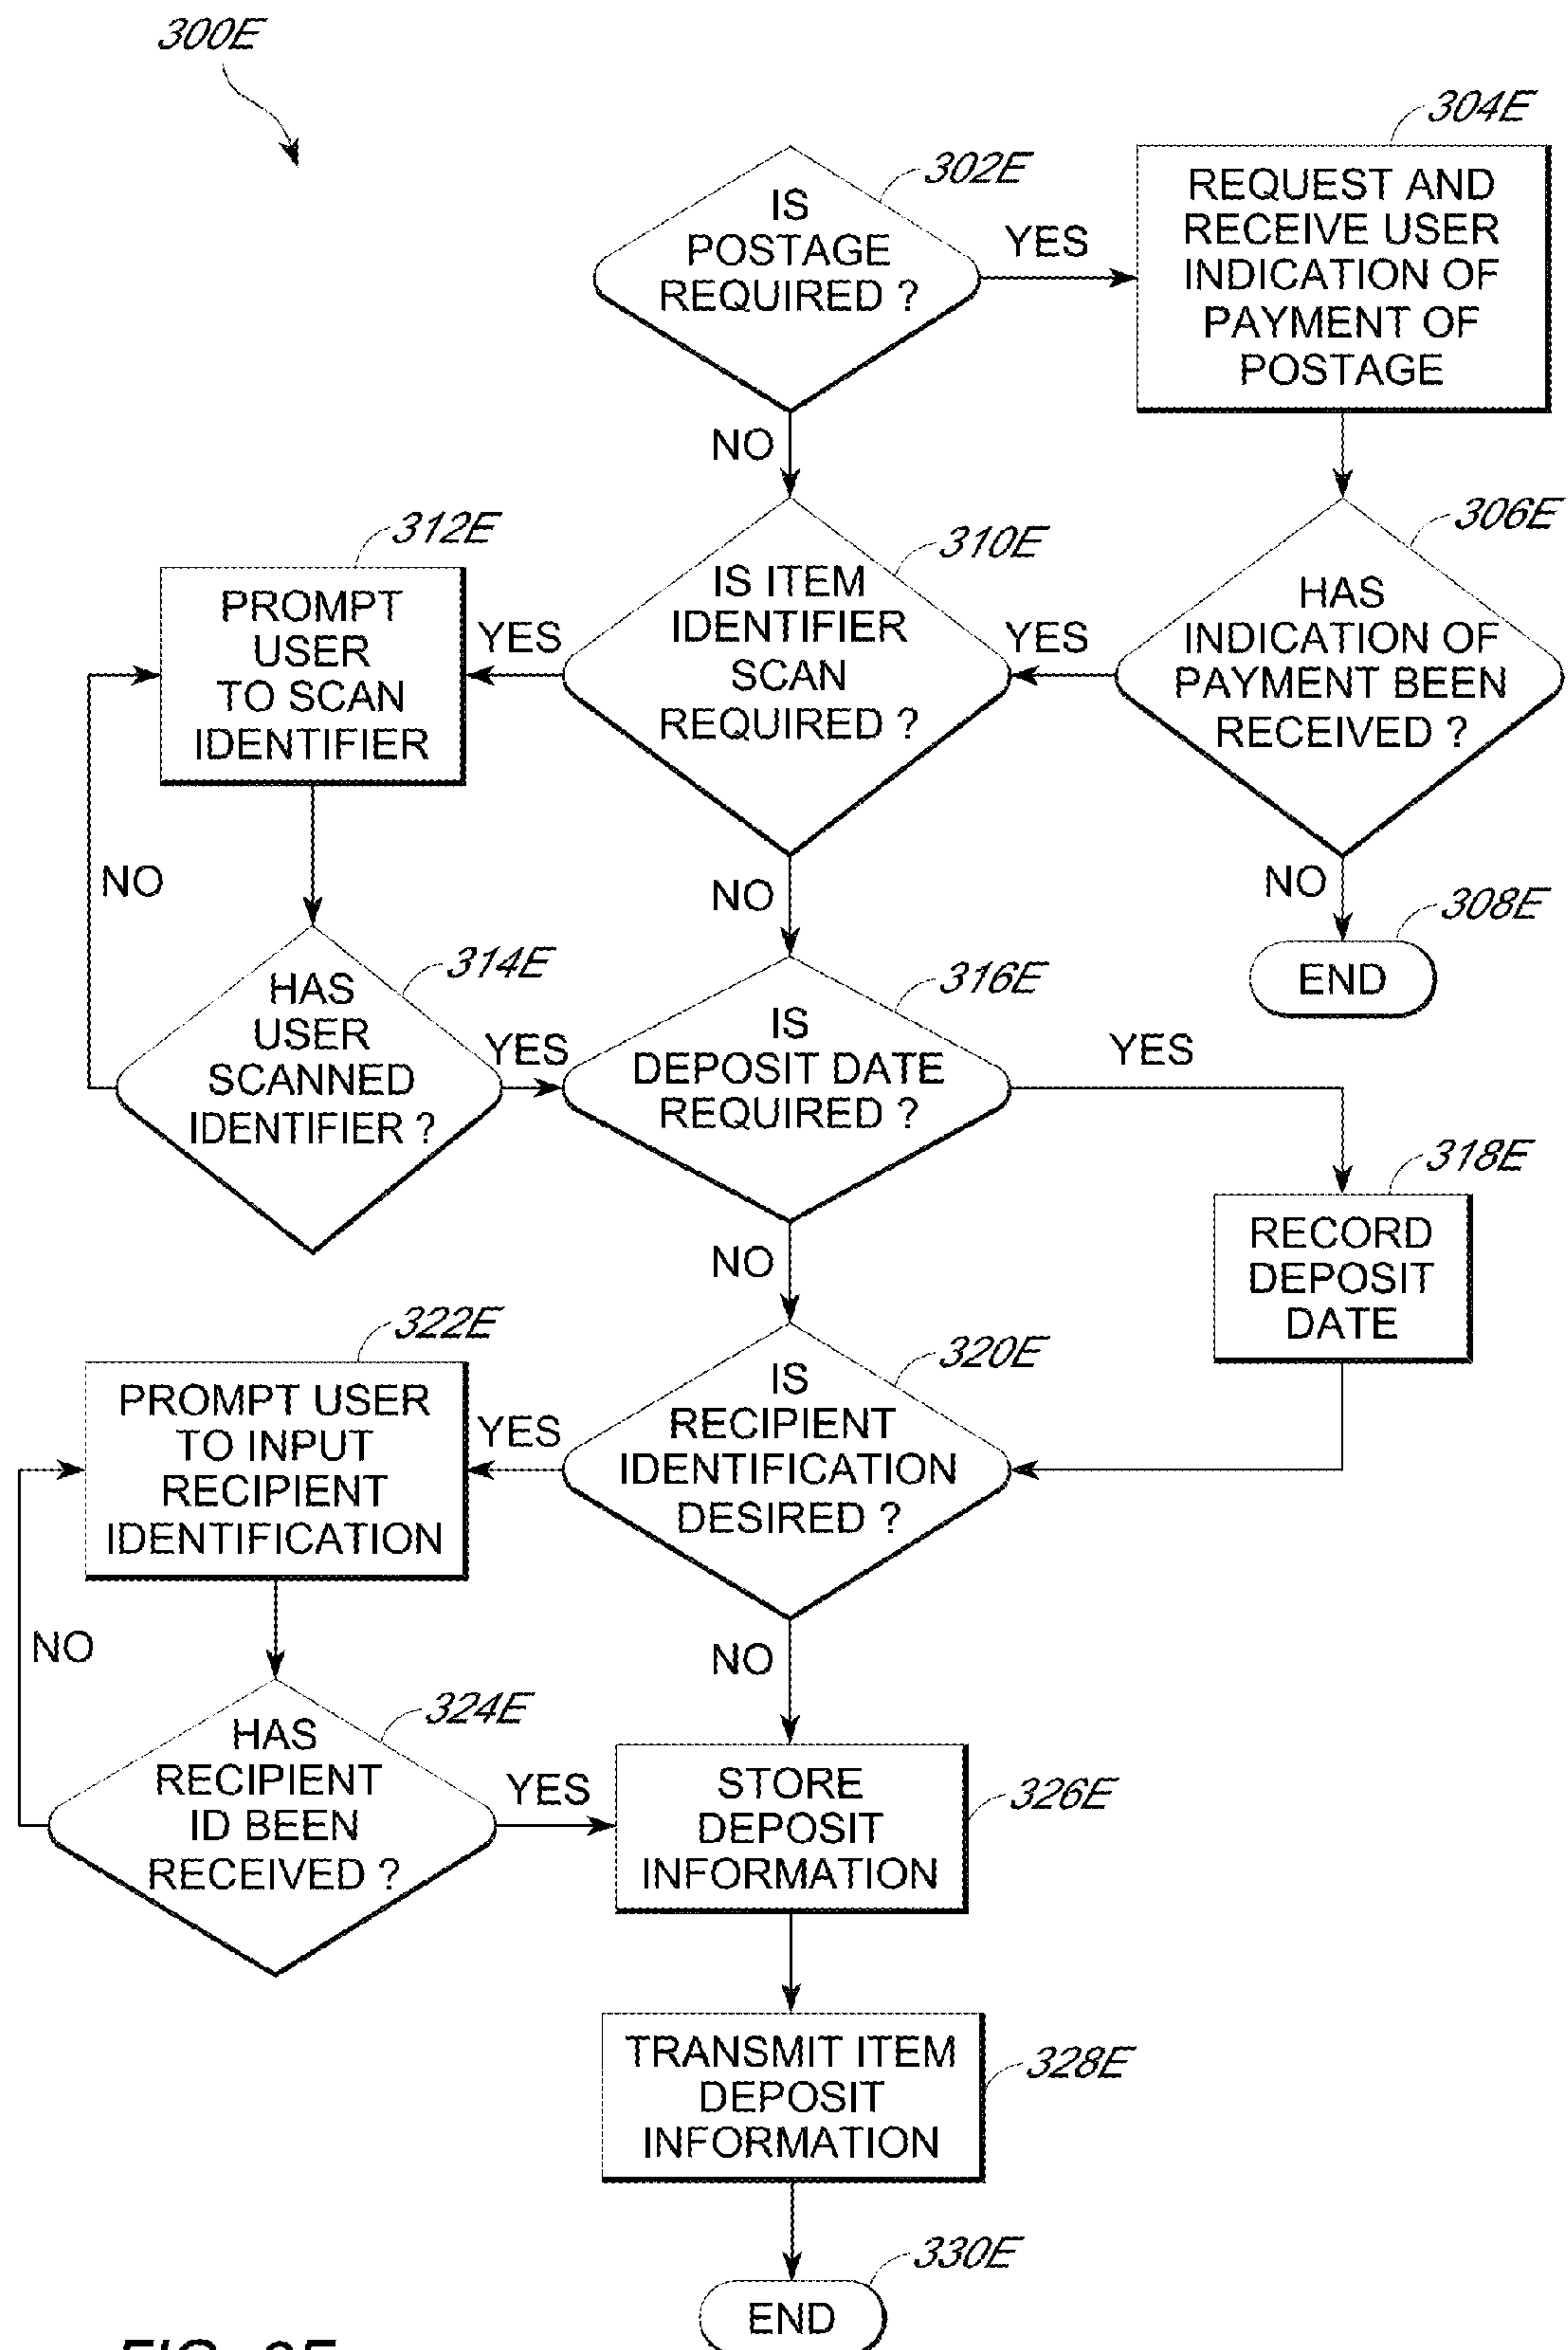 300E
302E
IS
POSTAGE
REQUIRED ?
YES
NO
304E
REQUEST AND
RECEIVE USER
INDICATION OF
PAYMENT OF
POSTAGE
306E
HAS
INDICATION OF
PAYMENT BEEN
RECEIVED ?
YES
NO
308E
END
310E
IS ITEM
IDENTIFIER
SCAN
REQUIRED ?
YES
NO
312E
PROMPT
USER
TO SCAN
IDENTIFIER
314E
HAS
USER
SCANNED
IDENTIFIER ?
NO
YES
316E
IS
DEPOSIT DATE
REQUIRED ?
YES
NO
318E
RECORD
DEPOSIT
DATE
320E
IS
RECIPIENT
IDENTIFICATION
DESIRED ?
YES
NO
322E
PROMPT USER
TO INPUT
RECIPIENT
IDENTIFICATION
324E
HAS
RECIPIENT
ID BEEN
RECEIVED ?
NO
YES
326E
STORE
DEPOSIT
INFORMATION
328E
TRANSMIT ITEM
DEPOSIT
INFORMATION
330E
END